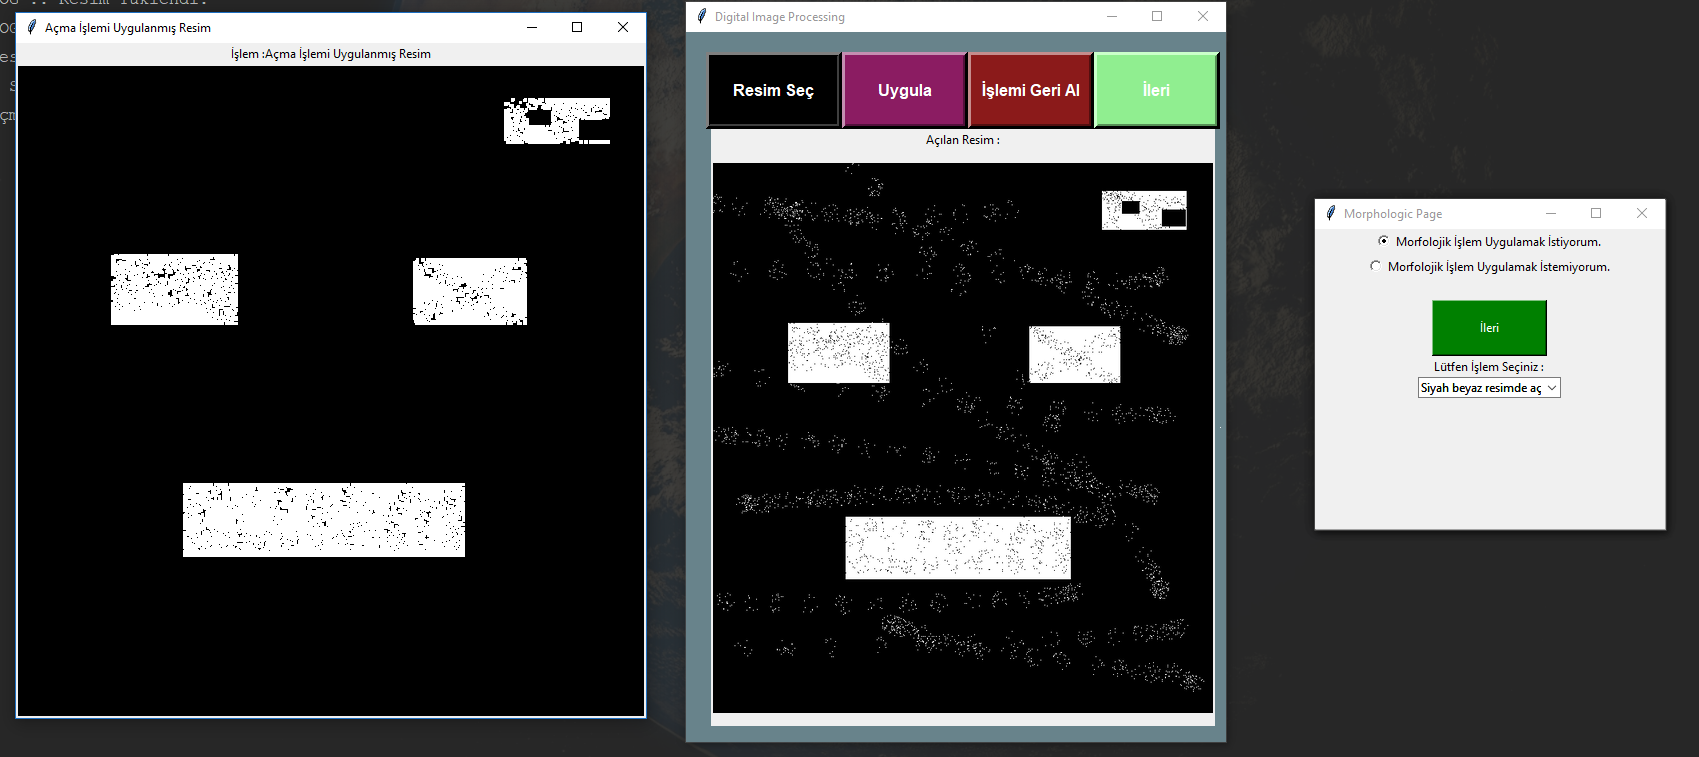 Resim Yüklendi.
Açma İşlemi Uygulanmış Resim
İşlem :Açma İşlemi Uygulanmış Resim
Digital Image Processing
Resim Seç
Uygula
İşlemi Geri Al
İleri
Açılan Resim :
Morphologic Page
Morfolojik İşlem Uygulamak İstiyorum.
Morfolojik İşlem Uygulamak İstemiyorum.
İleri
Lütfen İşlem Seçiniz :
Siyah beyaz resimde aç